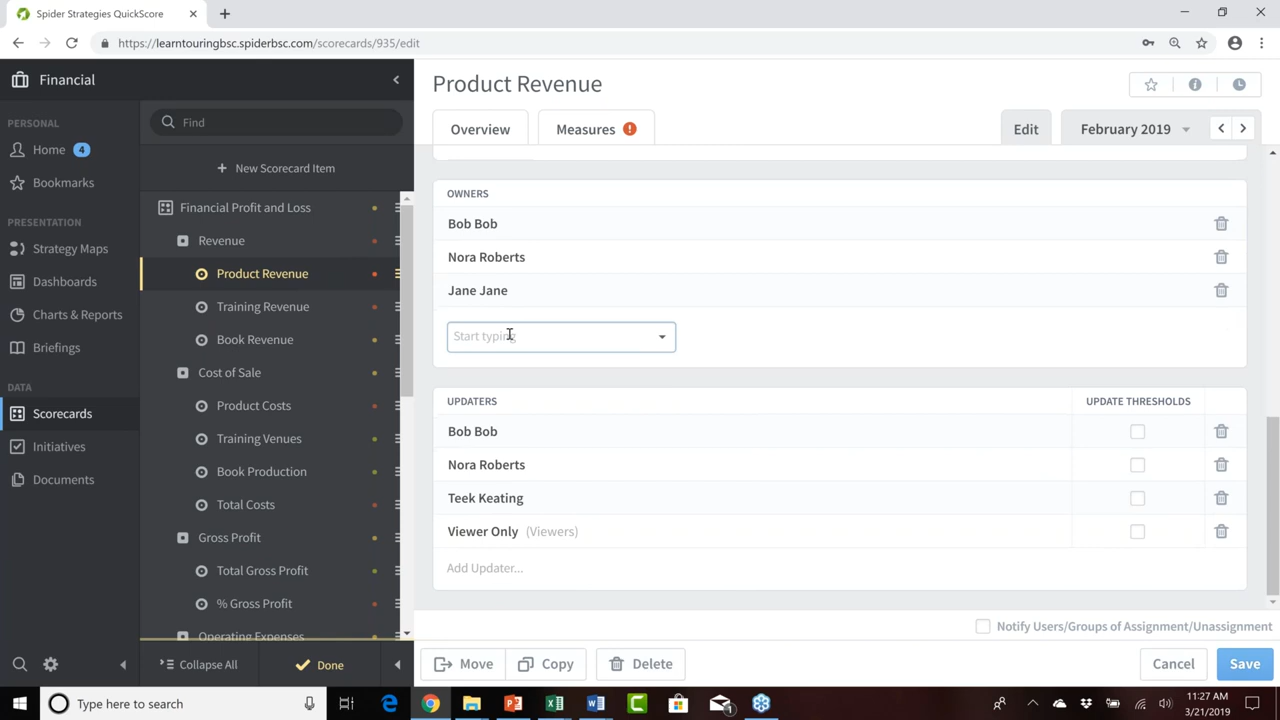 Spider Strategies QuickScore
https://learntouringbsc.spiderbsc.com/scorecards/935/edit
Financial
PERSONAL
Home 4
Bookmarks
PRESENTATION
Strategy Maps
Dashboards
Charts & Reports
Briefings
DATA
Scorecards
Initiatives
Documents
Find
New Scorecard Item
Financial Profit and Loss
Revenue
Product Revenue
Training Revenue
Book Revenue
Cost of Sale
Product Costs
Training Venues
Book Production
Total Costs
Gross Profit
Total Gross Profit
% Gross Profit
Operating Expenses
Collapse All
Done
Product Revenue
Overview
Measures
Edit
February 2019
OWNERS
Bob Bob
Nora Roberts
Jane Jane
Start typing
UPDATERS UPDATE THRESHOLDS
Bob Bob
Nora Roberts
Teek Keating
Viewer Only (Viewers)
Add Updater...
Notify Users/Groups of Assignment/Unassignment
Move
Copy
Delete
Cancel
Save
Type here to search
11:27 AM
3/21/2019